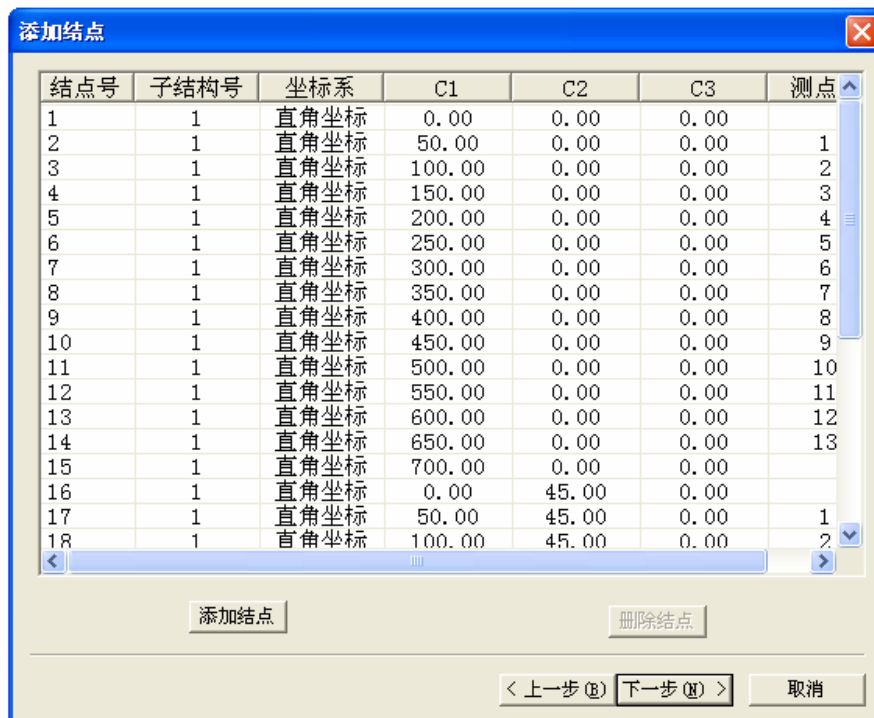 添加结点
结点号 子结构号 坐标系 C1 C2 C3 测点
1 1 直角坐标 0.00 0.00 0.00
2 1 直角坐标 50.00 0.00 0.00 1
3 1 直角坐标 100.00 0.00 0.00 2
4 1 直角坐标 150.00 0.00 0.00 3
5 1 直角坐标 200.00 0.00 0.00 4
6 1 直角坐标 250.00 0.00 0.00 5
7 1 直角坐标 300.00 0.00 0.00 6
8 1 直角坐标 350.00 0.00 0.00 7
9 1 直角坐标 400.00 0.00 0.00 8
10 1 直角坐标 450.00 0.00 0.00 9
11 1 直角坐标 500.00 0.00 0.00 10
12 1 直角坐标 550.00 0.00 0.00 11
13 1 直角坐标 600.00 0.00 0.00 12
14 1 直角坐标 650.00 0.00 0.00 13
15 1 直角坐标 700.00 0.00 0.00
16 1 直角坐标 0.00 45.00 0.00
17 1 直角坐标 50.00 45.00 0.00 1
18 1 直角坐标 100.00 45.00 0.00 2
添加结点 删除结点
< 上一步(B) 下一步(N) > 取消